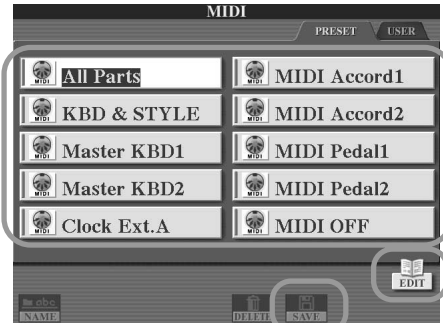 MIDI
PRESET USER
All Parts MIDI Accord1
KBD & STYLE MIDI Accord2
Master KBD1 MIDI Pedal1
Master KBD2 MIDI Pedal2
Clock Ext.A MIDI OFF
EDIT
abc
NAME DELETE SAVE